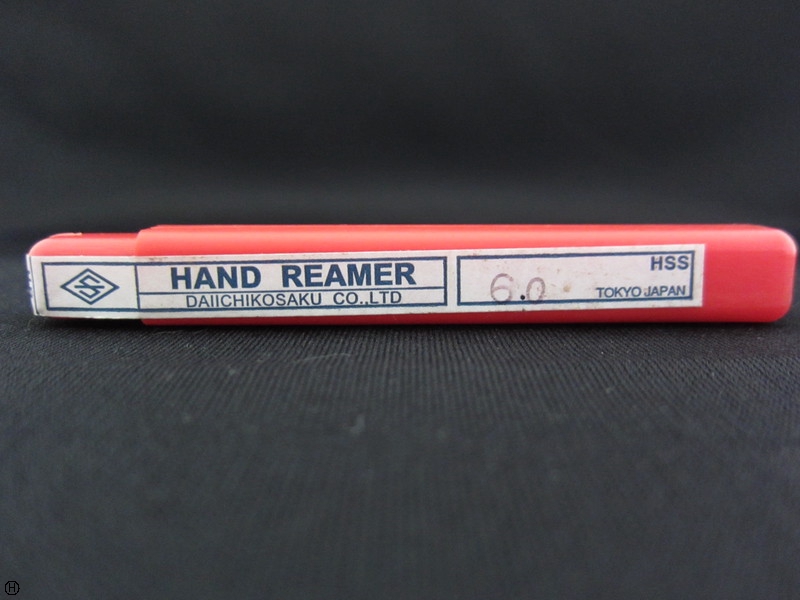 HAND REAMER
DAIICHIKOSAKU CO.,LTD
HSS
6.0
TOKYO JAPAN
H